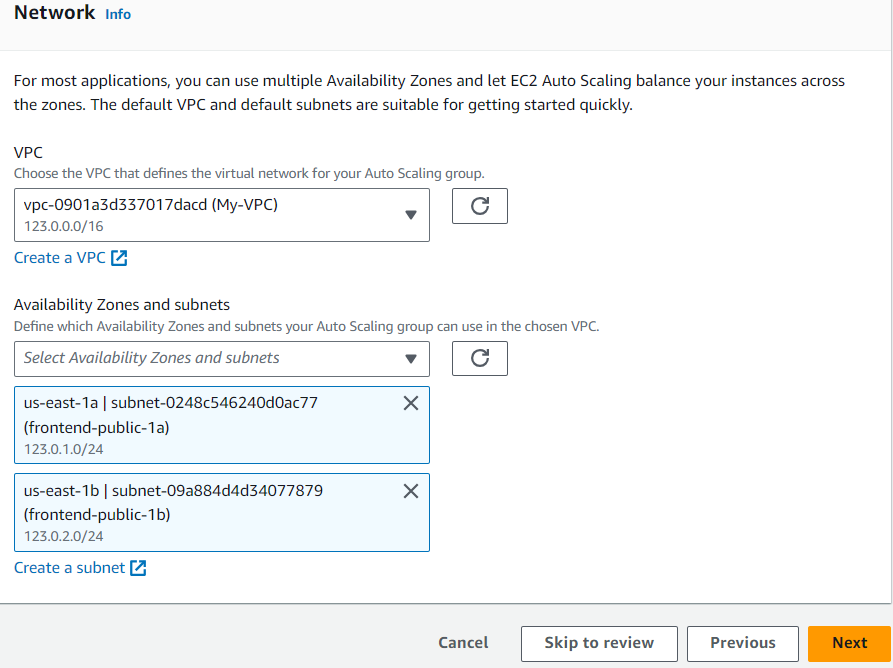 Network Info
For most applications, you can use multiple Availability Zones and let EC2 Auto Scaling balance your instances across
the zones. The default VPC and default subnets are suitable for getting started quickly.
VPC
Choose the VPC that defines the virtual network for your Auto Scaling group.
vpc-0901a3d337017dacd (My-VPC)
123.0.0.0/16
Create a VPC
Availability Zones and subnets
Define which Availability Zones and subnets your Auto Scaling group can use in the chosen VPC.
Select Availability Zones and subnets
us-east-1a | subnet-0248c546240d0ac77
(frontend-public-1a)
123.0.1.0/24
us-east-1b | subnet-09a884d4d34077879
(frontend-public-1b)
123.0.2.0/24
Create a subnet
Cancel Skip to review Previous Next